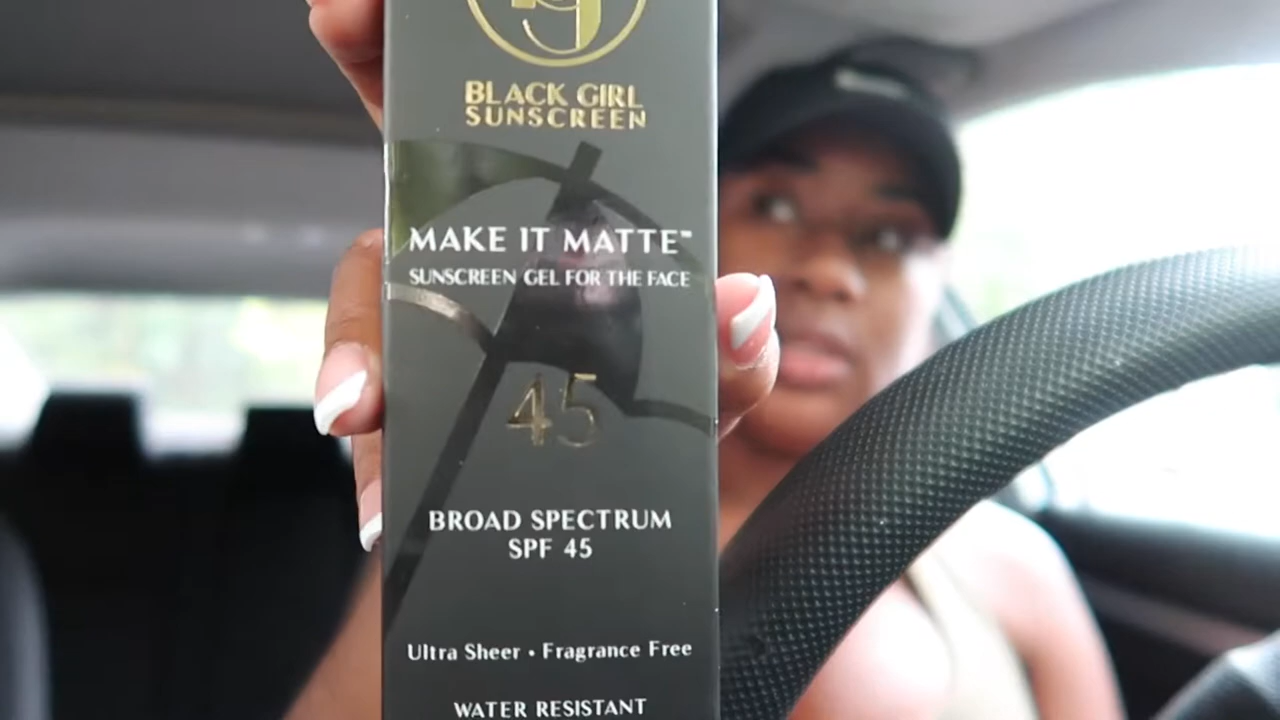 BLACK GIRL
SUNSCREEN
MAKE IT MATTE™
SUNSCREEN GEL FOR THE FACE
45
BROAD SPECTRUM
SPF 45
Ultra Sheer • Fragrance Free
WATER RESISTANT